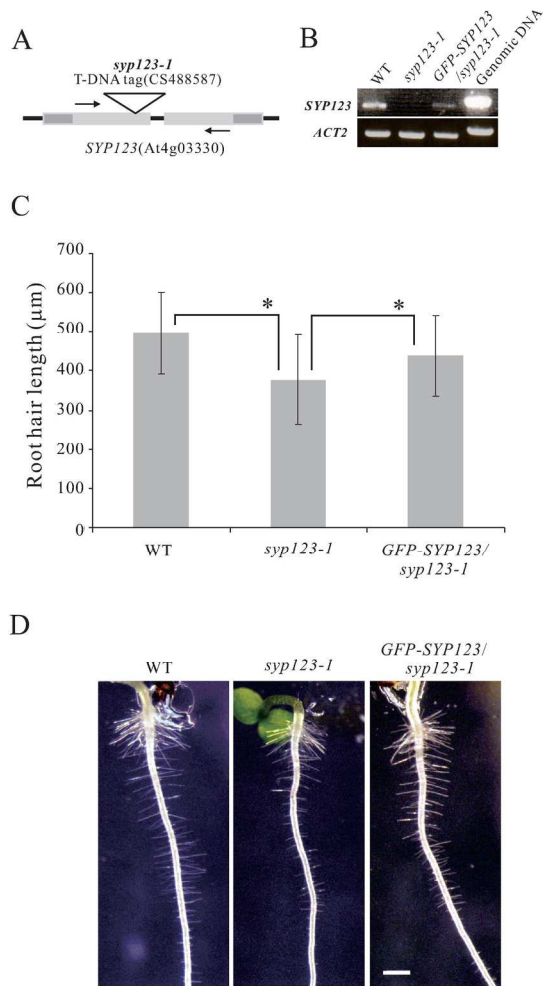 A
syp123-1
T-DNA tag(CS488587)
SYP123(At4g03330)
B
WT
syp123-1
GFP-SYP123
/syp123-1
Genomic DNA
SYP123
ACT2
C
Root hair length (μm)
700
600
500
400
300
200
100
0
*
*
WT
syp123-1
GFP-SYP123/
syp123-1
D
WT
syp123-1
GFP-SYP123/
syp123-1